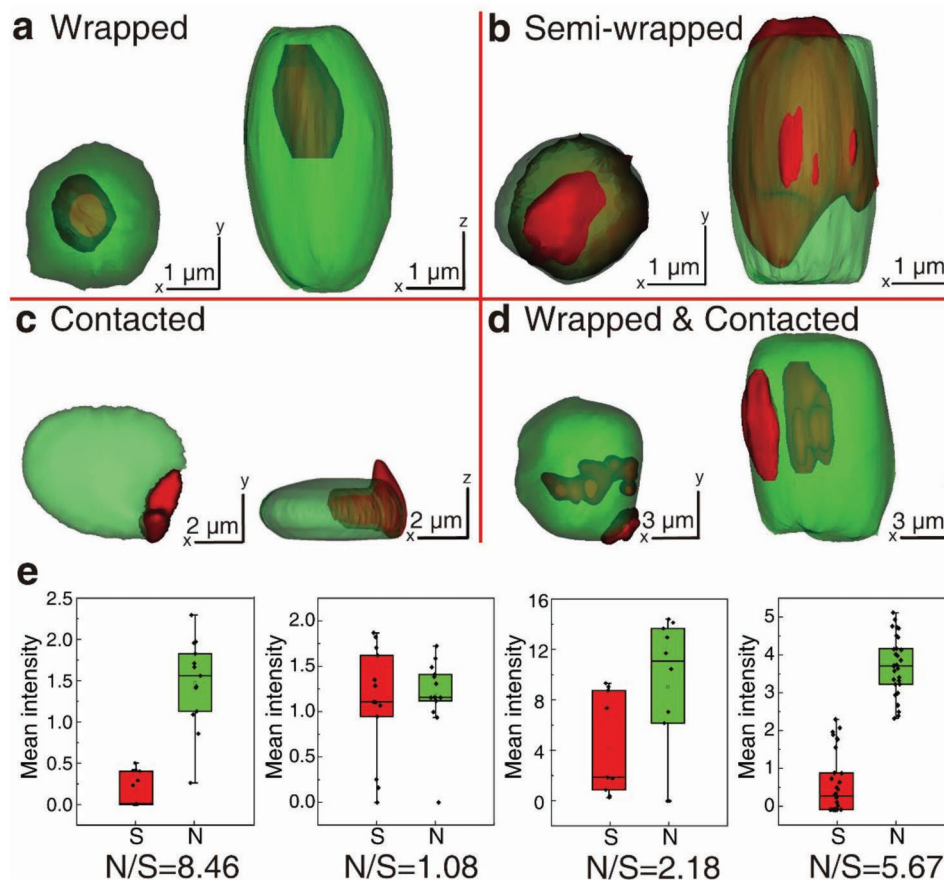 a Wrapped
y
x
1 μm
z
x
1 μm
b Semi-wrapped
y
x
1 μm
z
x
1 μm
c Contacted
y
x
2 μm
z
x
2 μm
d Wrapped & Contacted
y
x
3 μm
z
x
3 μm
e
Mean intensity
2.5
2.0
1.5
1.0
0.5
0.0
S N
N/S=8.46
Mean intensity
2.0
1.5
1.0
0.5
0.0
S N
N/S=1.08
Mean intensity
16
12
8
4
0
S N
N/S=2.18
Mean intensity
5
4
3
2
1
0
S N
N/S=5.67